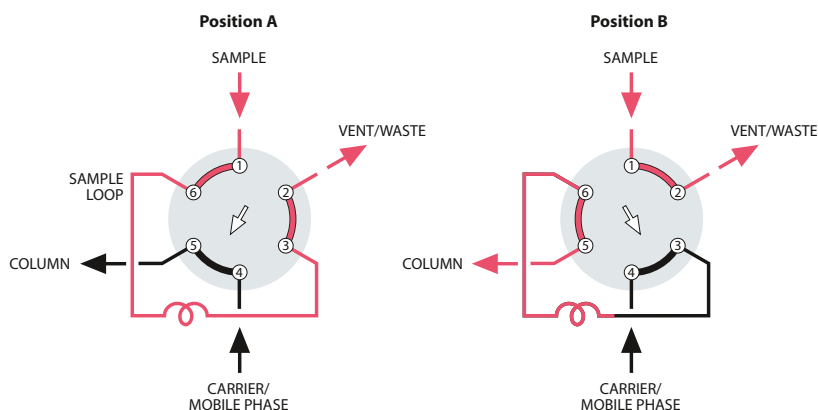 Position A
SAMPLE
VENT/WASTE
SAMPLE
LOOP
1
2
3
4
5
6
COLUMN
CARRIER/
MOBILE PHASE
Position B
SAMPLE
VENT/WASTE
1
2
3
4
5
6
COLUMN
CARRIER/
MOBILE PHASE